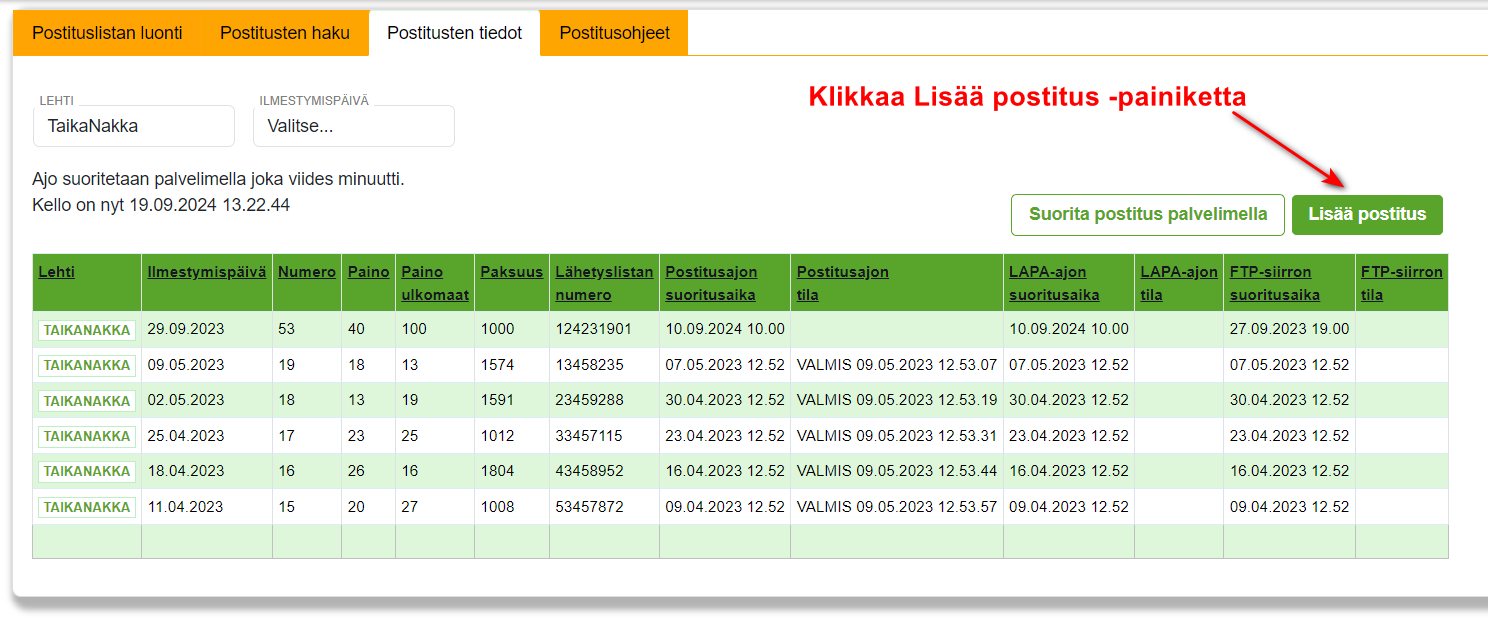 Postituslistan luonti Postitusten haku Postitusten tiedot Postitusohjeet
Klikkaa Lisää postitus -painiketta
LEHTI ILMESTYMISPÄIVÄ
TaikaNakka Valitse...
Ajo suoritetaan palvelimella joka viides minuutti.
Kello on nyt 19.09.2024 13.22.44
Suorita postitus palvelimella Lisää postitus
Lehti Ilmestymispäivä Numero Paino Paino ulkomaat Paksuus Lähetyslistan numero Postitusajon suoritusaika Postitusajon tila LAPA-ajon suoritusaika LAPA-ajon tila FTP-siirron suoritusaika FTP-siirron tila
TAIKANAKKA 29.09.2023 53 40 100 1000 124231901 10.09.2024 10.00 10.09.2024 10.00 27.09.2023 19.00
TAIKANAKKA 09.05.2023 19 18 13 1574 13458235 07.05.2023 12.52 VALMIS 09.05.2023 12.53.07 07.05.2023 12.52 07.05.2023 12.52
TAIKANAKKA 02.05.2023 18 13 19 1591 23459288 30.04.2023 12.52 VALMIS 09.05.2023 12.53.19 30.04.2023 12.52 30.04.2023 12.52
TAIKANAKKA 25.04.2023 17 23 25 1012 33457115 23.04.2023 12.52 VALMIS 09.05.2023 12.53.31 23.04.2023 12.52 23.04.2023 12.52
TAIKANAKKA 18.04.2023 16 26 16 1804 43458952 16.04.2023 12.52 VALMIS 09.05.2023 12.53.44 16.04.2023 12.52 16.04.2023 12.52
TAIKANAKKA 11.04.2023 15 20 27 1008 53457872 09.04.2023 12.52 VALMIS 09.05.2023 12.53.57 09.04.2023 12.52 09.04.2023 12.52